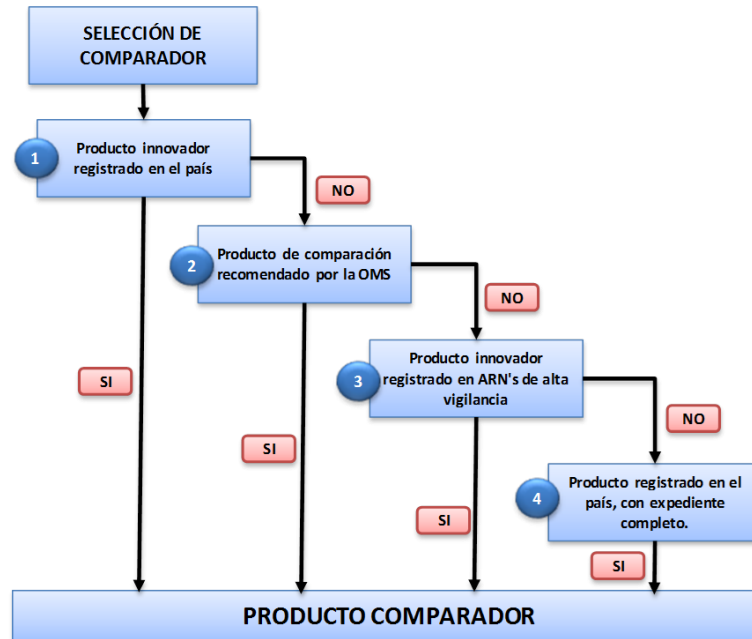 SELECCIÓN DE
COMPARADOR
1
Producto innovador
registrado en el país
NO
2
Producto de comparación
recomendado por la OMS
NO
3
Producto innovador
registrado en ARN's de alta
vigilancia
SI
NO
SI
4
Producto registrado en el
país, con expediente
completo.
SI
SI
PRODUCTO COMPARADOR